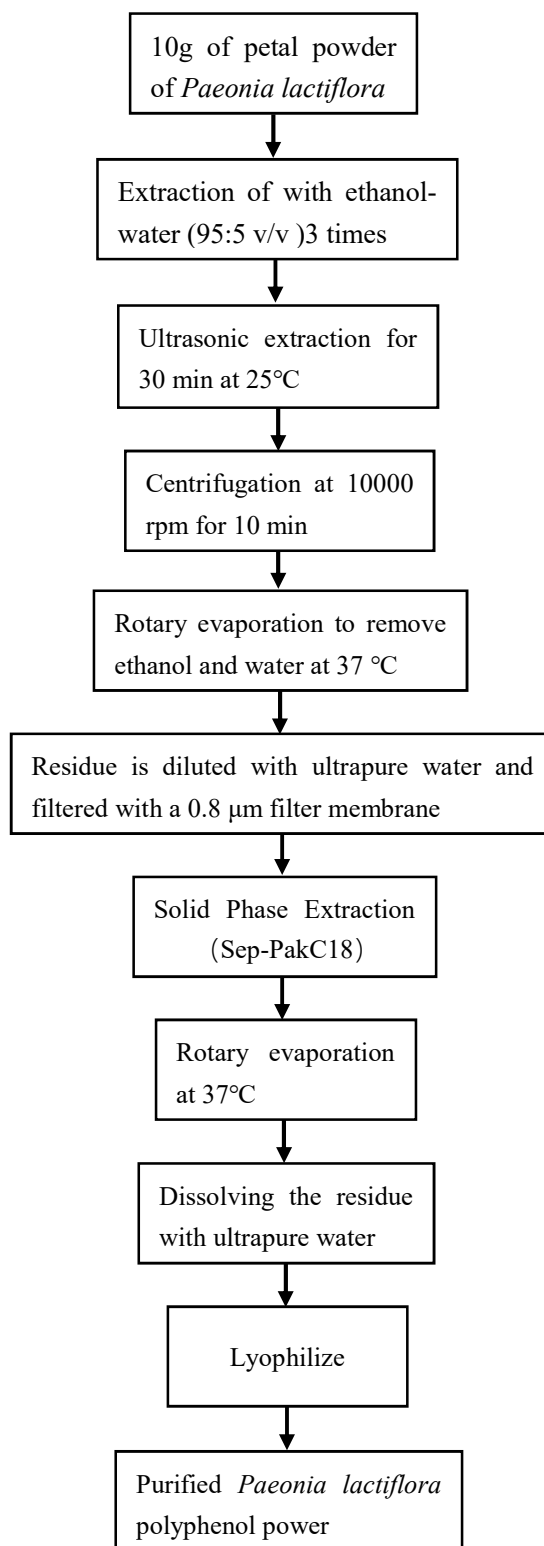 10g of petal powder
of Paeonia lactiflora
Extraction of with ethanol-
water (95:5 v/v )3 times
Ultrasonic extraction for
30 min at 25℃
Centrifugation at 10000
rpm for 10 min
Rotary evaporation to remove
ethanol and water at 37 ℃
Residue is diluted with ultrapure water and
filtered with a 0.8 μm filter membrane
Solid Phase Extraction
（Sep-PakC18）
Rotary evaporation
at 37℃
Dissolving the residue
with ultrapure water
Lyophilize
Purified Paeonia lactiflora
polyphenol power